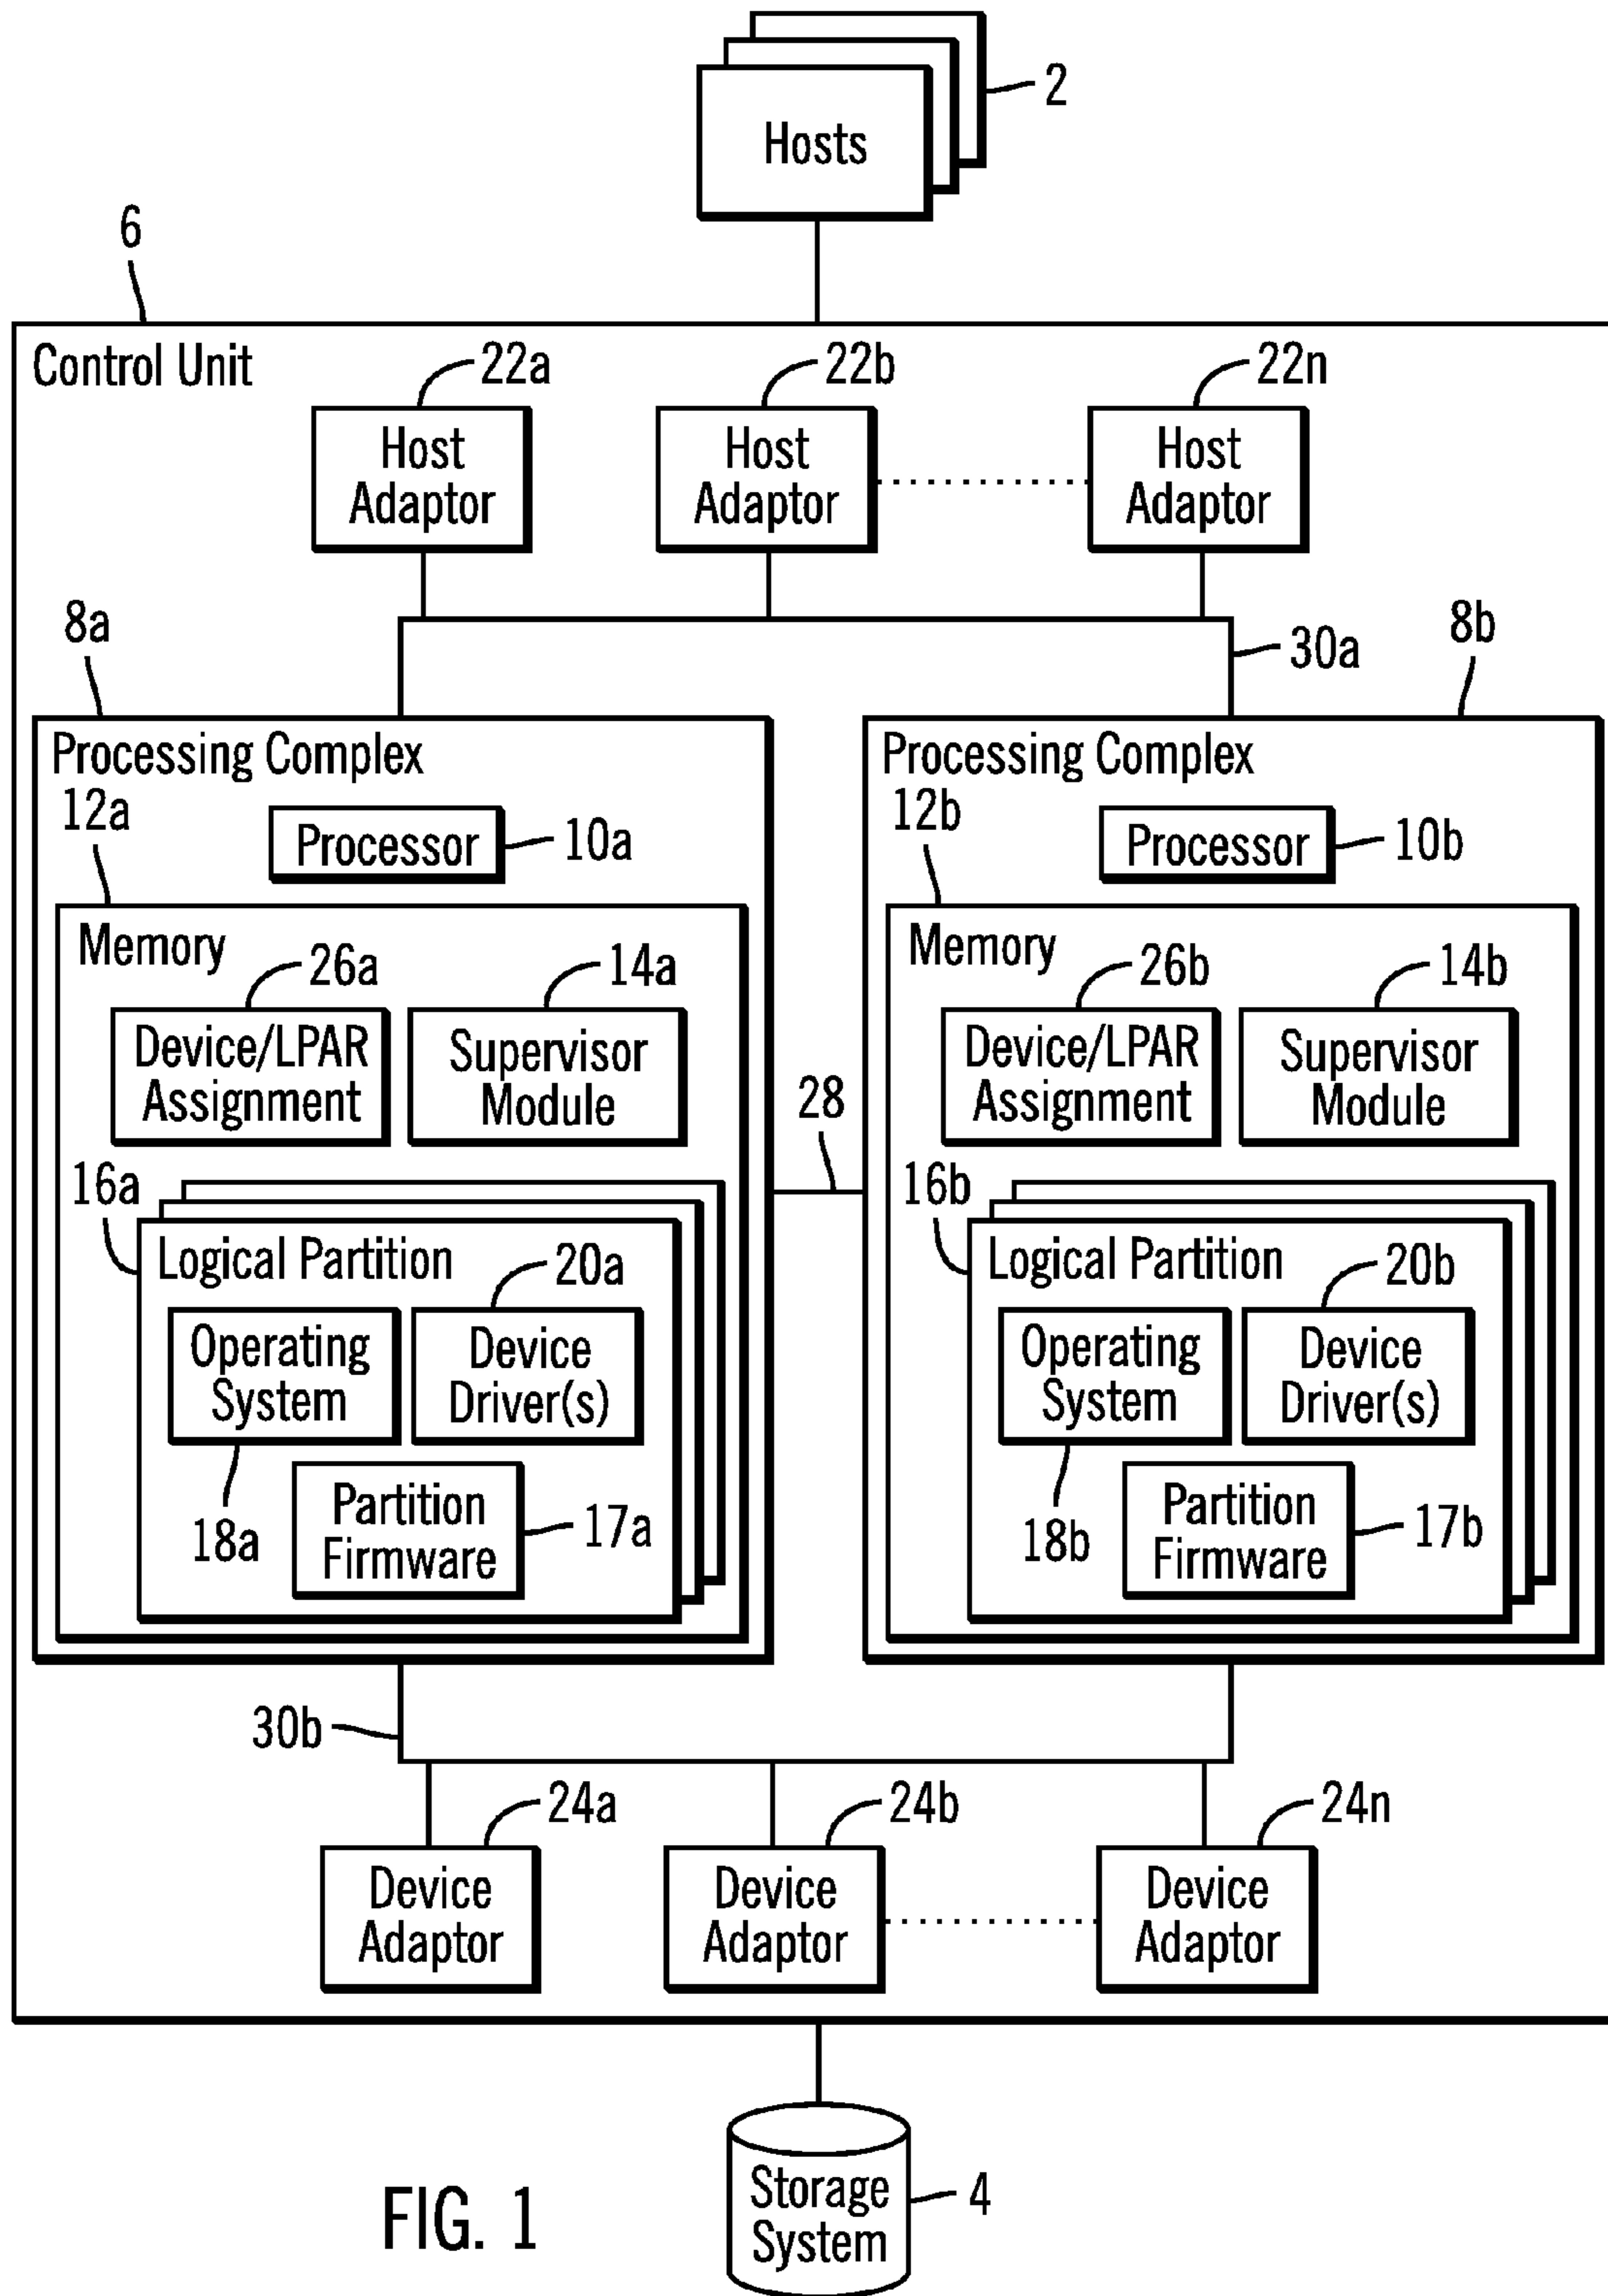 2
Hosts
6
Control Unit
22a
22b
22n
Host
Adaptor
Host
Adaptor
Host
Adaptor
8a
8b
30a
Processing Complex
12a
Processor
10a
Memory
26a
14a
Device/LPAR
Assignment
Supervisor
Module
28
16a
Logical Partition
20a
Operating
System
Device
Driver(s)
18a
Partition
Firmware
17a
Processing Complex
12b
Processor
10b
Memory
26b
14b
Device/LPAR
Assignment
Supervisor
Module
16b
Logical Partition
20b
Operating
System
Device
Driver(s)
18b
Partition
Firmware
17b
30b
24a
24b
24n
Device
Adaptor
Device
Adaptor
Device
Adaptor
Storage
System
4
FIG. 1